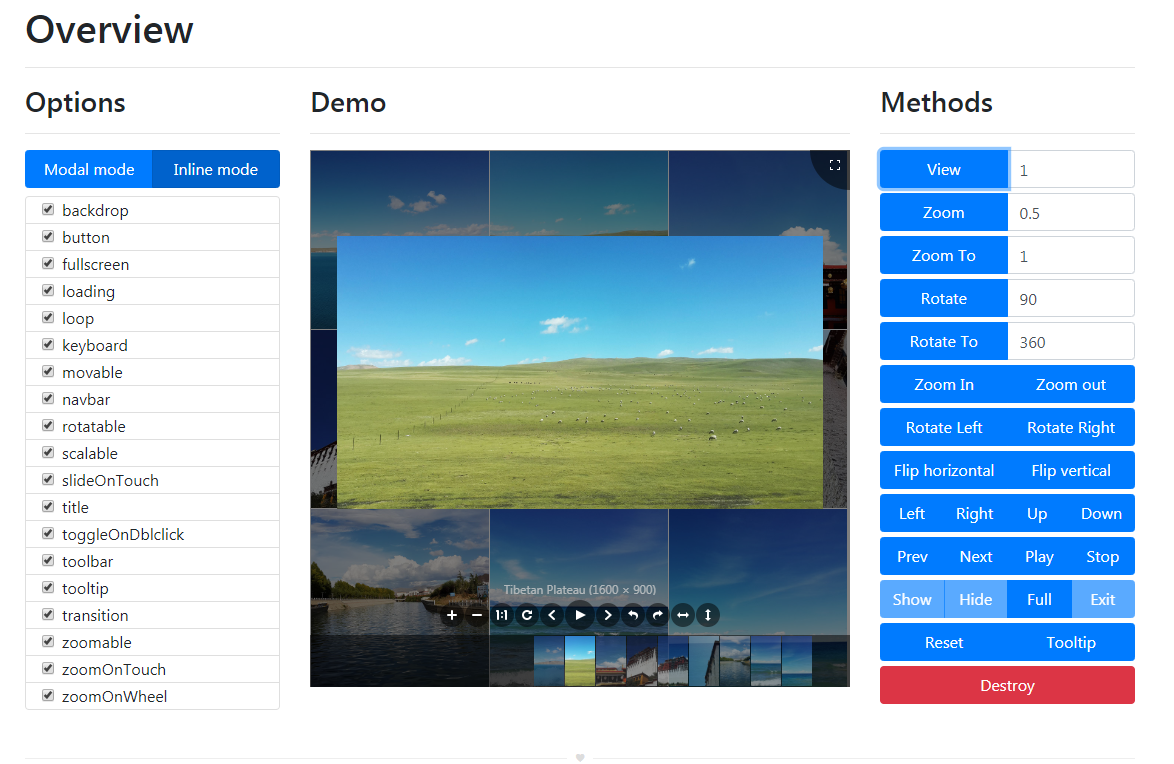 Overview
Options
Modal mode Inline mode
backdrop
button
fullscreen
loading
loop
keyboard
movable
navbar
rotatable
scalable
slideOnTouch
title
toggleOnDblclick
toolbar
tooltip
transition
zoomable
zoomOnTouch
zoomOnWheel
Demo
Tibetan Plateau (1600 × 900)
1:1
Methods
View 1
Zoom 0.5
Zoom To 1
Rotate 90
Rotate To 360
Zoom In Zoom out
Rotate Left Rotate Right
Flip horizontal Flip vertical
Left Right Up Down
Prev Next Play Stop
Show Hide Full Exit
Reset Tooltip
Destroy